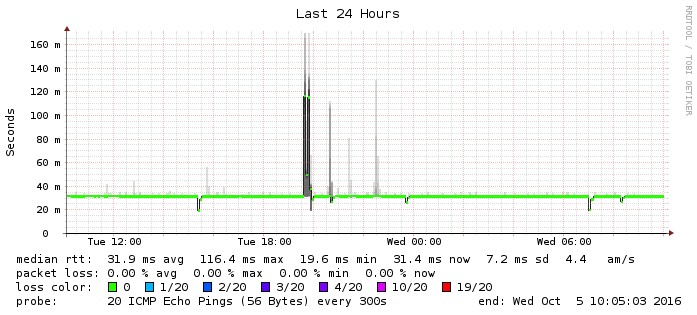 Last 24 Hours
RRDTOOL / TOBI OETIKER
Seconds
160 m
140 m
120 m
100 m
80 m
60 m
40 m
20 m
0
Tue 12:00 Tue 18:00 Wed 00:00 Wed 06:00
median rtt: 31.9 ms avg 116.4 ms max 19.6 ms min 31.4 ms now 7.2 ms sd 4.4 am/s
packet loss: 0.00 % avg 0.00 % max 0.00 % min 0.00 % now
loss color: 0 1/20 2/20 3/20 4/20 10/20 19/20
probe: 20 ICMP Echo Pings (56 Bytes) every 300s end: Wed Oct 5 10:05:03 2016